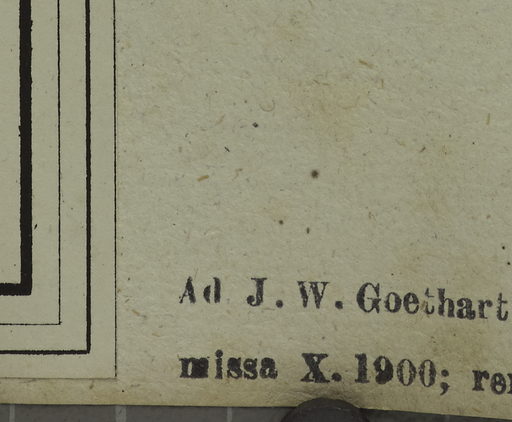 Ad J. W. Goethart
missa X. 1900;